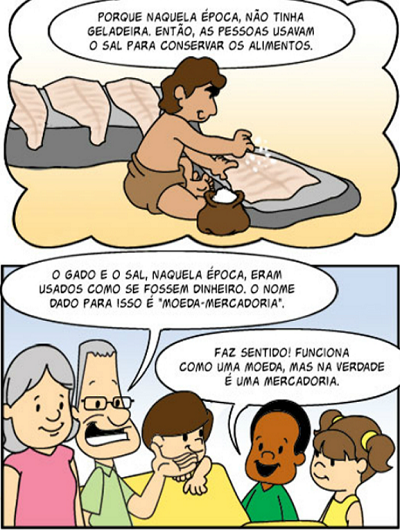 PORQUE NAQUELA ÉPOCA, NÃO TINHA
GELADEIRA. ENTÃO, AS PESSOAS USAVAM
O SAL PARA CONSERVAR OS ALIMENTOS.
O GADO E O SAL, NAQUELA ÉPOCA, ERAM
USADOS COMO SE FOSSEM DINHEIRO. O NOME
DADO PARA ISSO É "MOEDA-MERCADORIA".
FAZ SENTIDO! FUNCIONA
COMO UMA MOEDA, MAS NA VERDADE
É UMA MERCADORIA.